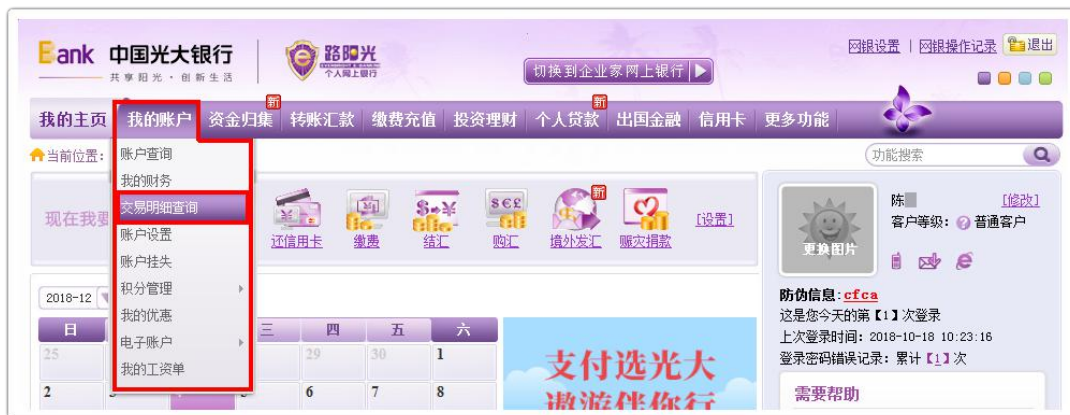 Bank 中国光大银行 路阳光 网银设置 | 网银操作记录 退出
共享阳光·创新生活 个人网上银行 切换到企业家网上银行
新 新
我的主页 我的账户 资金归集 转账汇款 缴费充值 投资理财 个人贷款 出国金融 信用卡 更多功能
当前位置: 功能搜索
账户查询
我的财务
交易明细查询
账户设置
账户挂失
积分管理
我的优惠
电子账户
我的工资单
现在我要
新
还信用卡 缴费 结汇 购汇 境外发汇 赈灾捐款 [设置]
更换图片
陈 [修改]
客户等级: 普通客户
2018-12
日 三 四 五 六
25 29 30 1
2 6 7 8
支付选光大
遨游伴你行
防伪信息:cfca
这是您今天的第【1】次登录
上次登录时间: 2018-10-18 10:23:16
登录密码错误记录: 累计【1】次
需要帮助